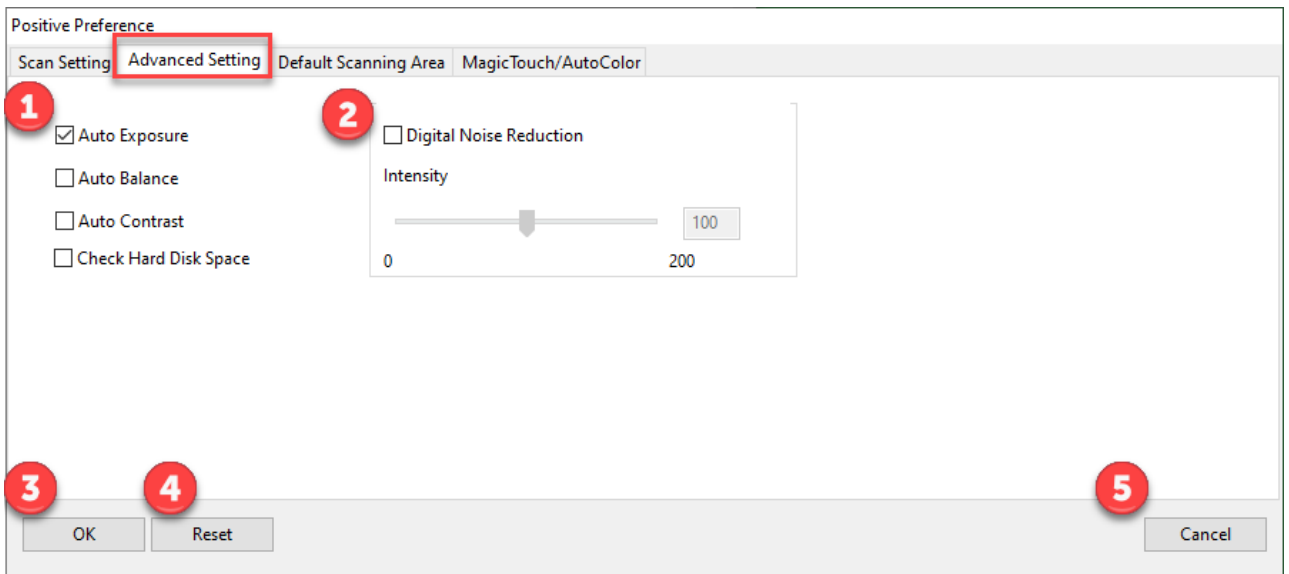 Positive Preference
Scan Setting Advanced Setting Default Scanning Area MagicTouch/AutoColor
1 2
Auto Exposure Digital Noise Reduction
Auto Balance Intensity
Auto Contrast 100
Check Hard Disk Space 0 200
3 4 5
OK Reset Cancel